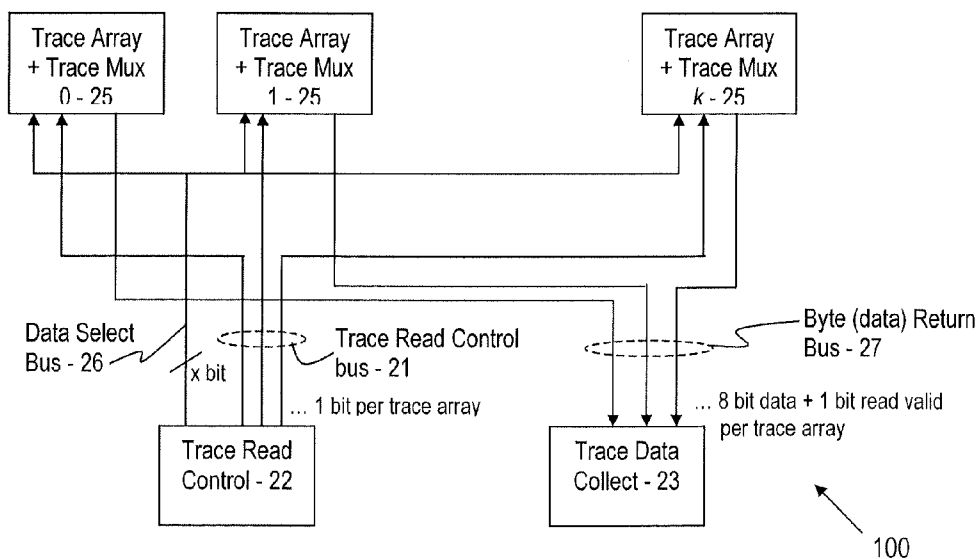 Trace Array
+ Trace Mux
0 - 25
Trace Array
+ Trace Mux
1 - 25
Trace Array
+ Trace Mux
k - 25
Data Select
Bus - 26
x bit
Trace Read Control
bus - 21
... 1 bit per trace array
Byte (data) Return
Bus - 27
... 8 bit data + 1 bit read valid
per trace array
Trace Read
Control - 22
Trace Data
Collect - 23
100